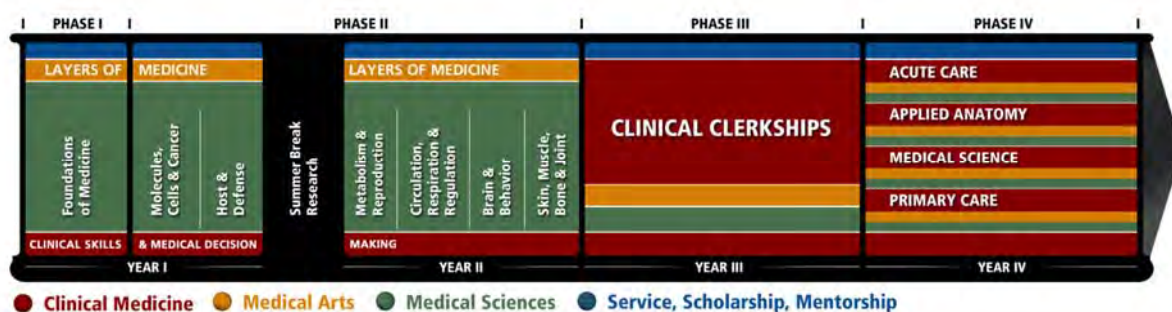 PHASE I
PHASE II
PHASE III
PHASE IV
LAYERS OF MEDICINE
LAYERS OF MEDICINE
Foundations
of Medicine
Molecules,
Cells & Cancer
Host &
Defense
Summer Break
Research
Metabolism &
Reproduction
Circulation,
Respiration &
Regulation
Brain &
Behavior
Skin, Muscle,
Bone & Joint
CLINICAL CLERKSHIPS
ACUTE CARE
APPLIED ANATOMY
MEDICAL SCIENCE
PRIMARY CARE
CLINICAL SKILLS & MEDICAL DECISION MAKING
YEAR I
YEAR II
YEAR III
YEAR IV
Clinical Medicine
Medical Arts
Medical Sciences
Service, Scholarship, Mentorship